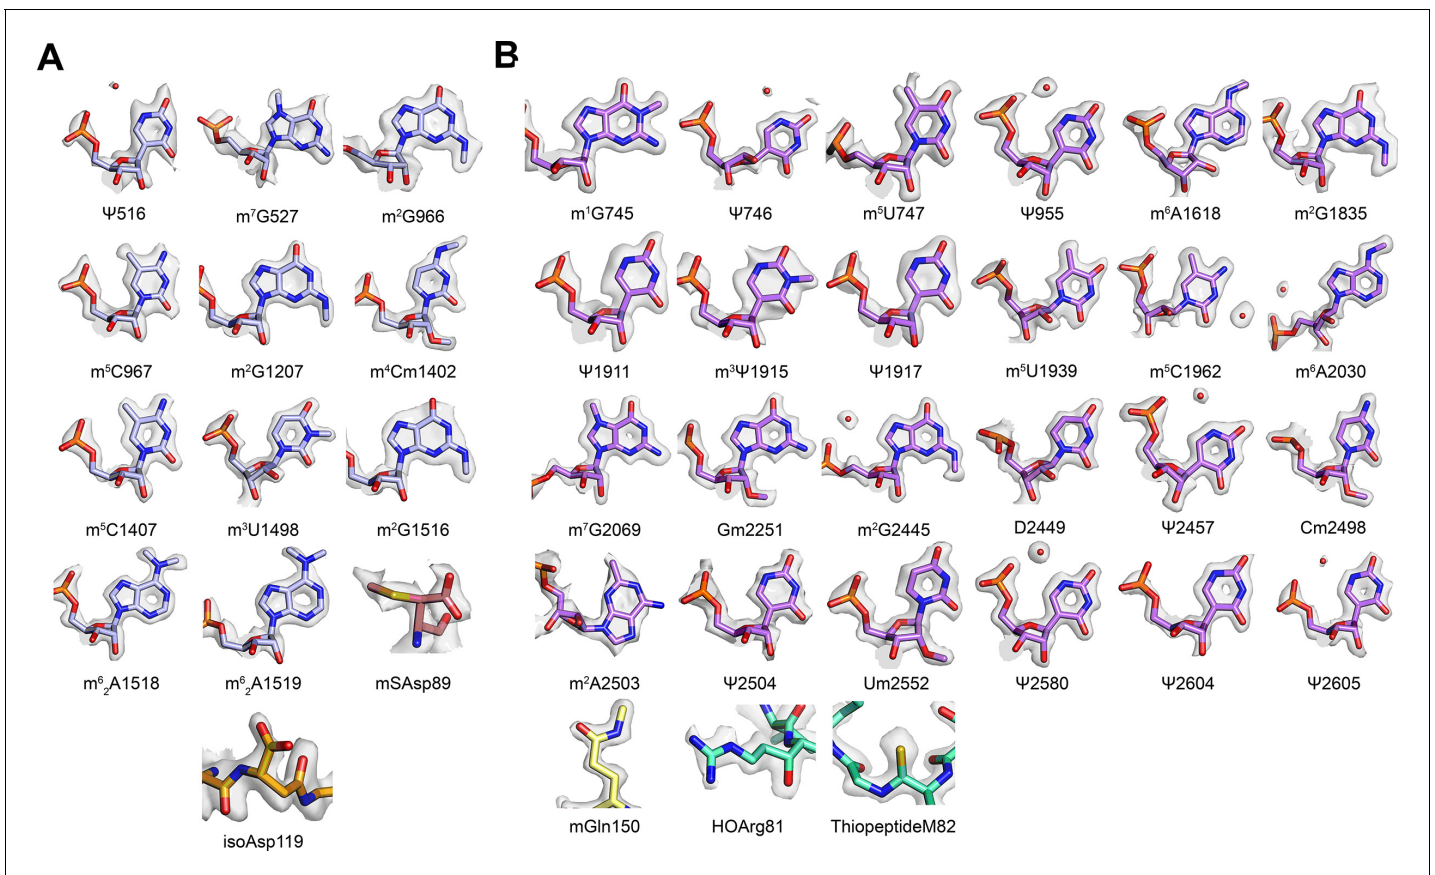 A B
Ψ516 m⁷G527 m²G966 m¹G745 Ψ746 m⁵U747 Ψ955 m⁶A1618 m²G1835
m⁵C967 m²G1207 m⁴Cm1402 Ψ1911 m³Ψ1915 Ψ1917 m⁵U1939 m⁵C1962 m⁶A2030
m⁵C1407 m³U1498 m²G1516 m⁷G2069 Gm2251 m²G2445 D2449 Ψ2457 Cm2498
m⁶₂A1518 m⁶₂A1519 mSAsp89 m²A2503 Ψ2504 Um2552 Ψ2580 Ψ2604 Ψ2605
isoAsp119 mGln150 HOArg81 ThiopeptideM82